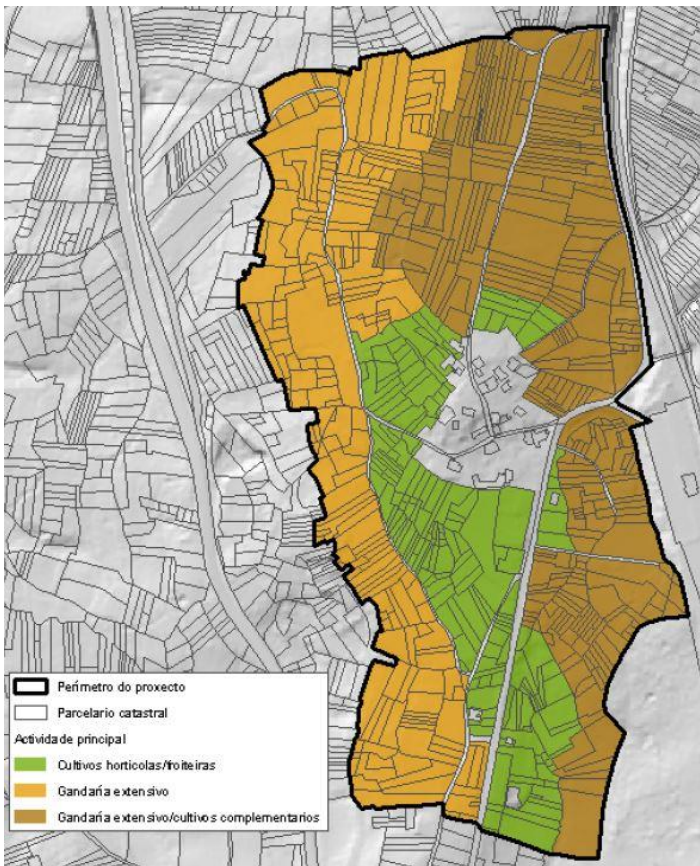 Perímetro do proxecto
Parcelario catastral
Actividade principal
Cultivos hortícolas/froiteiras
Gandaría extensivo
Gandaría extensivo/cultivos complementarios